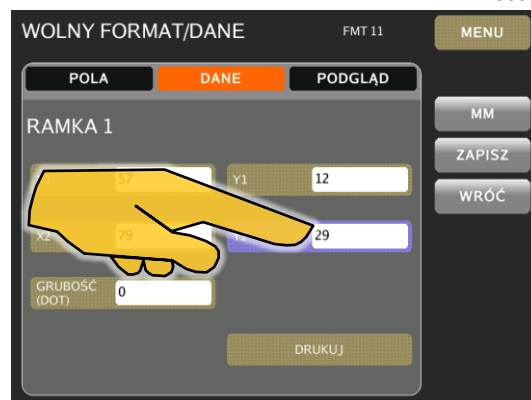 WOLNY FORMAT/DANE FMT 11 MENU
POLA DANE PODGLĄD
MM
RAMKA 1
ZAPISZ
57 Y1 12
WRÓĆ
X2 79 29
GRUBOŚĆ 0
(DOT)
DRUKUJ